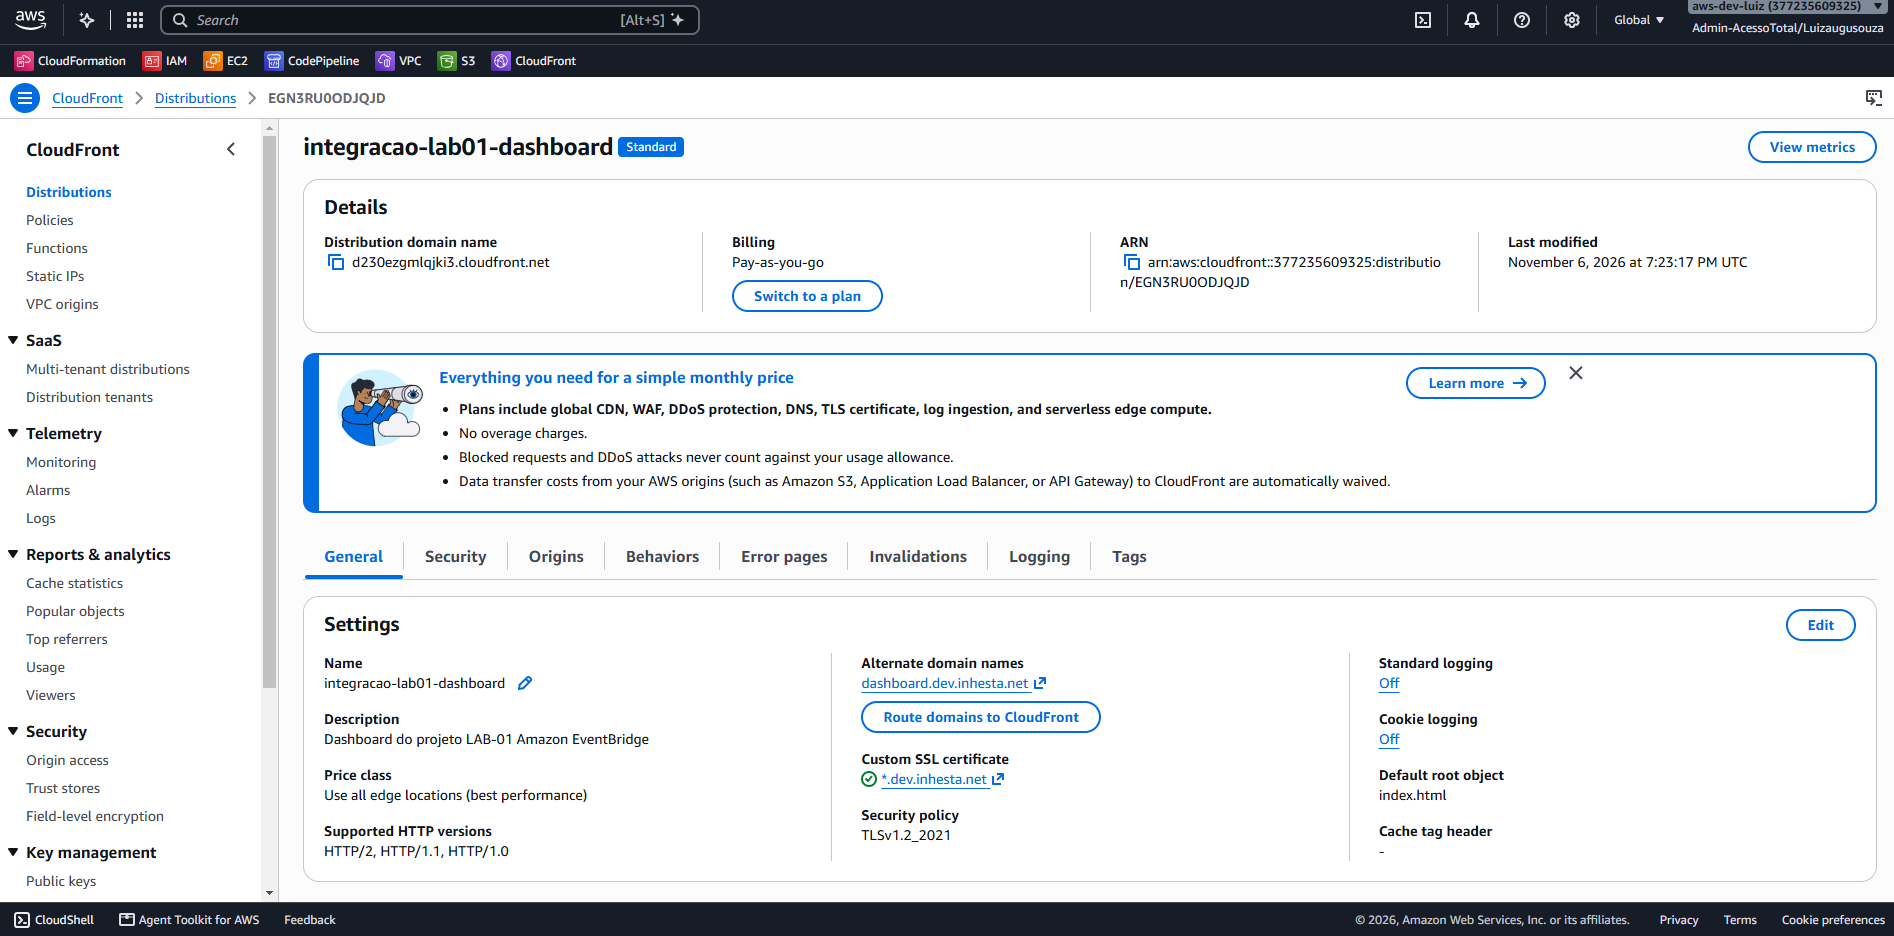 aws
Search
[Alt+S]
Global
aws-dev-luiz (377235609325)
Admin-AcessoTotal/Luizaugusouza
CloudFormation
IAM
EC2
CodePipeline
VPC
S3
CloudFront
CloudFront
Distributions
EGN3RU0ODJQJD
CloudFront
Distributions
Policies
Functions
Static IPs
VPC origins
SaaS
Multi-tenant distributions
Distribution tenants
Telemetry
Monitoring
Alarms
Logs
Reports & analytics
Cache statistics
Popular objects
Top referrers
Usage
Viewers
Security
Origin access
Trust stores
Field-level encryption
Key management
Public keys
integracao-lab01-dashboard
Standard
View metrics
Details
Distribution domain name
d230ezgmlqjki3.cloudfront.net
Billing
Pay-as-you-go
Switch to a plan
ARN
arn:aws:cloudfront::377235609325:distributio
n/EGN3RU0ODJQJD
Last modified
November 6, 2026 at 7:23:17 PM UTC
Everything you need for a simple monthly price
Learn more
• Plans include global CDN, WAF, DDoS protection, DNS, TLS certificate, log ingestion, and serverless edge compute.
• No overage charges.
• Blocked requests and DDoS attacks never count against your usage allowance.
• Data transfer costs from your AWS origins (such as Amazon S3, Application Load Balancer, or API Gateway) to CloudFront are automatically waived.
General
Security
Origins
Behaviors
Error pages
Invalidations
Logging
Tags
Settings
Edit
Name
integracao-lab01-dashboard
Description
Dashboard do projeto LAB-01 Amazon EventBridge
Price class
Use all edge locations (best performance)
Supported HTTP versions
HTTP/2, HTTP/1.1, HTTP/1.0
Alternate domain names
dashboard.dev.inhesta.net
Route domains to CloudFront
Custom SSL certificate
*.dev.inhesta.net
Security policy
TLSv1.2_2021
Standard logging
Off
Cookie logging
Off
Default root object
index.html
Cache tag header
-
CloudShell
Agent Toolkit for AWS
Feedback
© 2026, Amazon Web Services, Inc. or its affiliates.
Privacy
Terms
Cookie preferences